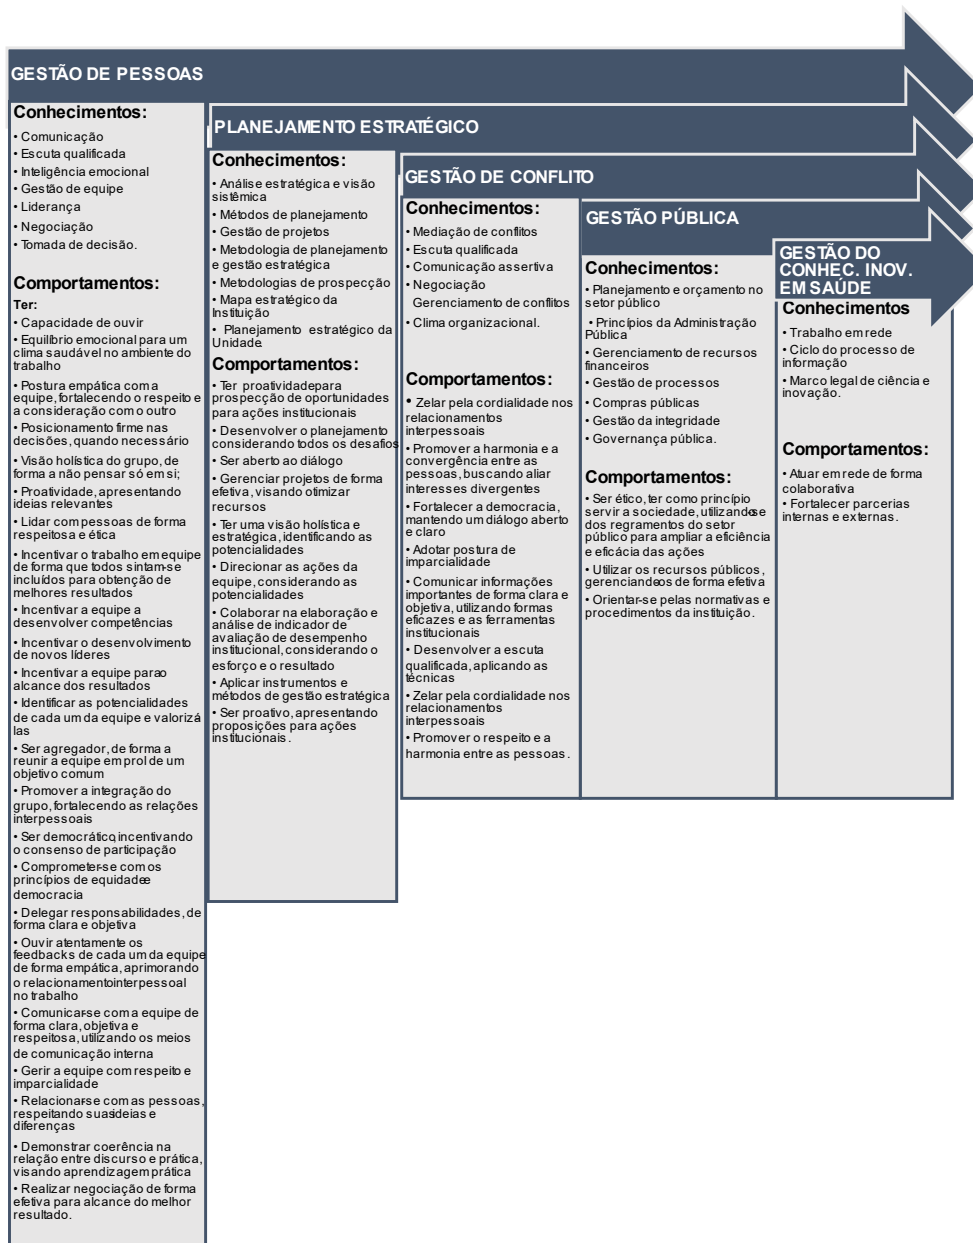 GESTÃO DE PESSOAS
Conhecimentos:
• Comunicação
• Escuta qualificada
• Inteligência emocional
• Gestão de equipe
• Liderança
• Negociação
• Tomada de decisão.
Comportamentos:
Ter:
• Capacidade de ouvir
• Equilíbrio emocional para um
clima saudável no ambiente do
trabalho
• Postura empática com a
equipe, fortalecendo o respeito e
a consideração com o outro
• Posicionamento firme nas
decisões, quando necessário
• Visão holística do grupo, de
forma a não pensar só em si;
• Proatividade, apresentando
ideias relevantes
• Lidar com pessoas de forma
respeitosa e ética
• Incentivar o trabalho em equipe
de forma que todos sintam-se
incluídos para obtenção de
melhores resultados
• Incentivar a equipe a
desenvolver competências
• Incentivar o desenvolvimento
de novos líderes
• Incentivar a equipe para o
alcance dos resultados
• Identificar as potencialidades
de cada um da equipe e valorizá
las
• Ser agregador, de forma a
reunir a equipe em prol de um
objetivo comum
• Promover a integração do
grupo, fortalecendo as relações
interpessoais
• Ser democrático, incentivando
o consenso de participação
• Comprometer-se com os
princípios de equidade e
democracia
• Delegar responsabilidades, de
forma clara e objetiva
• Ouvir atentamente os
feedbacks de cada um da equipe
de forma empática, aprimorando
o relacionamento interpessoal
no trabalho
• Comunicar-se com a equipe de
forma clara, objetiva e
respeitosa, utilizando os meios
de comunicação interna
• Gerir a equipe com respeito e
imparcialidade
• Relacionar-se com as pessoas,
respeitando suas ideias e
diferenças
• Demonstrar coerência na
relação entre discurso e prática,
visando aprendizagem prática
• Realizar negociação de forma
efetiva para alcance do melhor
resultado.
PLANEJAMENTO ESTRATÉGICO
Conhecimentos:
• Análise estratégica e visão
sistêmica
• Métodos de planejamento
• Gestão de projetos
• Metodologia de planejamento
e gestão estratégica
• Metodologias de prospecção
• Mapa estratégico da
Instituição
• Planejamento estratégico da
Unidade.
Comportamentos:
• Ter proatividade para
prospecção de oportunidades
para ações institucionais
• Desenvolver o planejamento
considerando todos os desafios
• Ser aberto ao diálogo
• Gerenciar projetos de forma
efetiva, visando otimizar
recursos
• Ter uma visão holística e
estratégica, identificando as
potencialidades
• Direcionar as ações da
equipe, considerando as
potencialidades
• Colaborar na elaboração e
análise de indicador de
avaliação de desempenho
institucional, considerando o
esforço e o resultado
• Aplicar instrumentos e
métodos de gestão estratégica
• Ser proativo, apresentando
proposições para ações
institucionais.
GESTÃO DE CONFLITO
Conhecimentos:
• Mediação de conflitos
• Escuta qualificada
• Comunicação assertiva
• Negociação
Gerenciamento de conflitos
• Clima organizacional.
Comportamentos:
• Zelar pela cordialidade nos
relacionamentos
interpessoais
• Promover a harmonia e a
convergência entre as
pessoas, buscando aliar
interesses divergentes
• Fortalecer a democracia,
mantendo um diálogo aberto
e claro
• Adotar postura de
imparcialidade
• Comunicar informações
importantes de forma clara e
objetiva, utilizando formas
eficazes e as ferramentas
institucionais
• Desenvolver a escuta
qualificada, aplicando as
técnicas
• Zelar pela cordialidade nos
relacionamentos
interpessoais
• Promover o respeito e a
harmonia entre as pessoas.
GESTÃO PÚBLICA
Conhecimentos:
• Planejamento e orçamento no
setor público
• Princípios da Administração
Pública
• Gerenciamento de recursos
financeiros
• Gestão de processos
• Compras públicas
• Gestão da integridade
• Governança pública.
Comportamentos:
• Ser ético, ter como princípio
servir a sociedade, utilizando-se
dos regramentos do setor
público para ampliar a eficiência
e eficácia das ações
• Utilizar os recursos públicos,
gerenciando-os de forma efetiva
• Orientar-se pelas normativas e
procedimentos da instituição.
GESTÃO DO
CONHEC. INOV.
EM SAÚDE
Conhecimentos
• Trabalho em rede
• Ciclo do processo de
informação
• Marco legal de ciência e
inovação.
Comportamentos:
• Atuar em rede de forma
colaborativa
• Fortalecer parcerias
internas e externas.